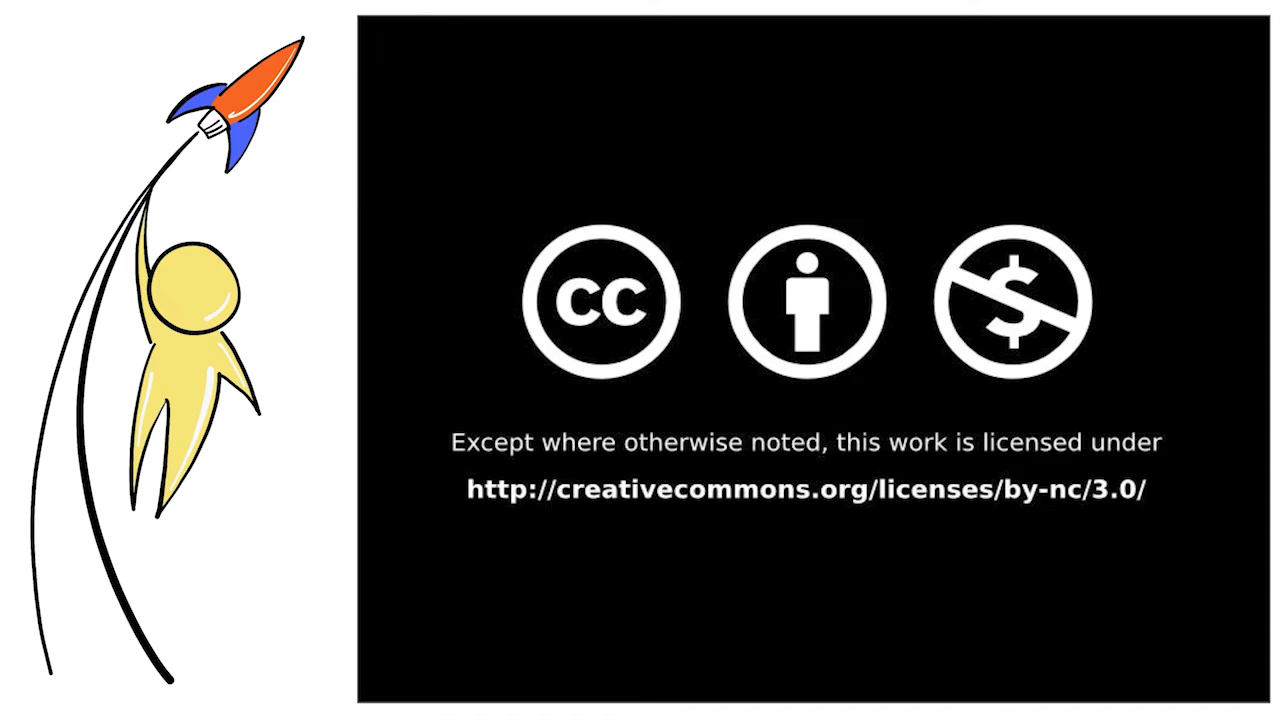 cc
$
Except where otherwise noted, this work is licensed under
http://creativecommons.org/licenses/by-nc/3.0/